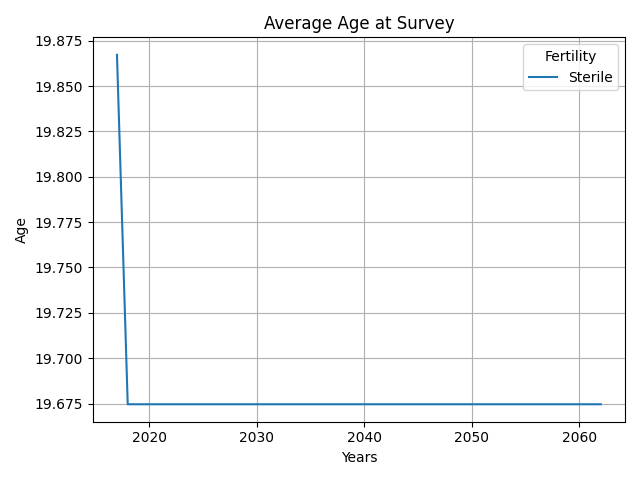 Average Age at Survey
19.875
19.850
19.825
19.800
19.775
19.750
19.725
19.700
19.675
Age
Fertility
Sterile
2020 2030 2040 2050 2060
Years